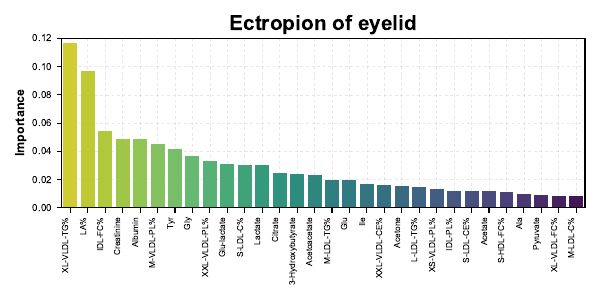 Ectropion of eyelid
Importance
0.12
0.10
0.08
0.06
0.04
0.02
0.00
XL-VLDL-TG%
LA%
IDL-FC%
Creatinine
Albumin
M-VLDL-PL%
Tyr
Gly
XXL-VLDL-PL%
Glu-lactate
S-LDL-C%
Lactate
Citrate
3-Hydroxybutyrate
Acetoacetate
M-LDL-TG%
Glu
Ile
XXL-VLDL-CE%
Acetone
L-LDL-TG%
XS-VLDL-PL%
IDL-PL%
S-LDL-CE%
Acetate
S-HDL-FC%
Ala
Pyruvate
XL-VLDL-FC%
M-LDL-C%